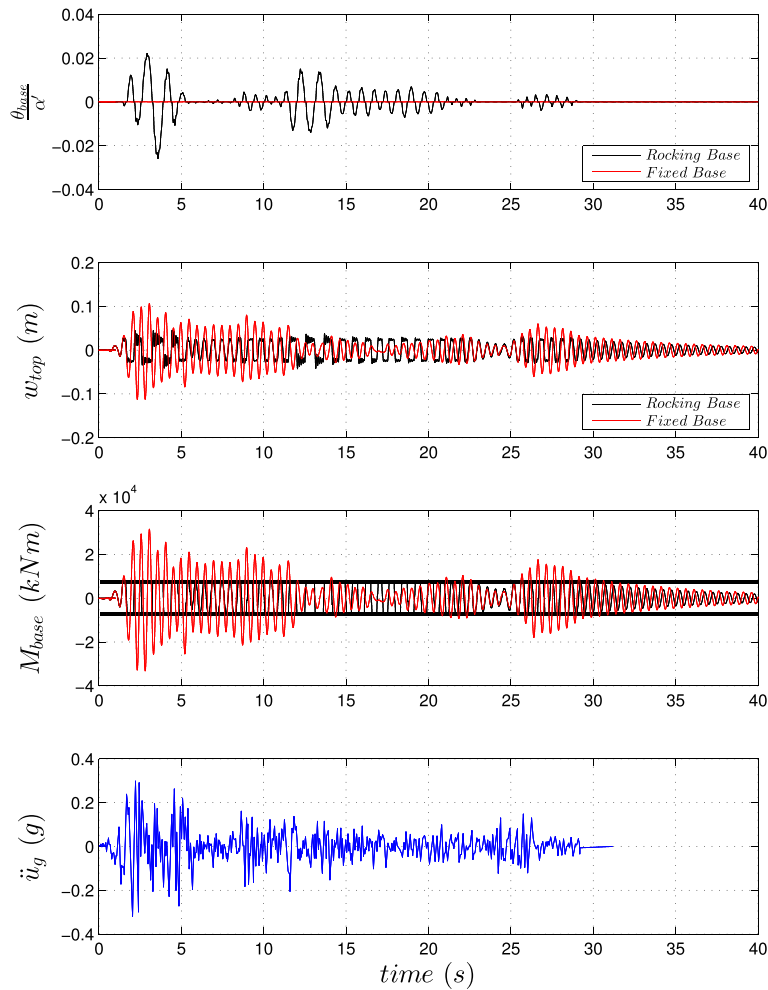 0.04
0.02
0
−0.02
−0.04
θbase/α
0 5 10 15 20 25 30 35 40
Rocking Base
Fixed Base
0.2
0.1
0
−0.1
−0.2
wtop (m)
0 5 10 15 20 25 30 35 40
Rocking Base
Fixed Base
x 10^4
4
2
0
−2
−4
Mbase (kNm)
0 5 10 15 20 25 30 35 40
0.4
0.2
0
−0.2
−0.4
üg (g)
0 5 10 15 20 25 30 35 40
time (s)